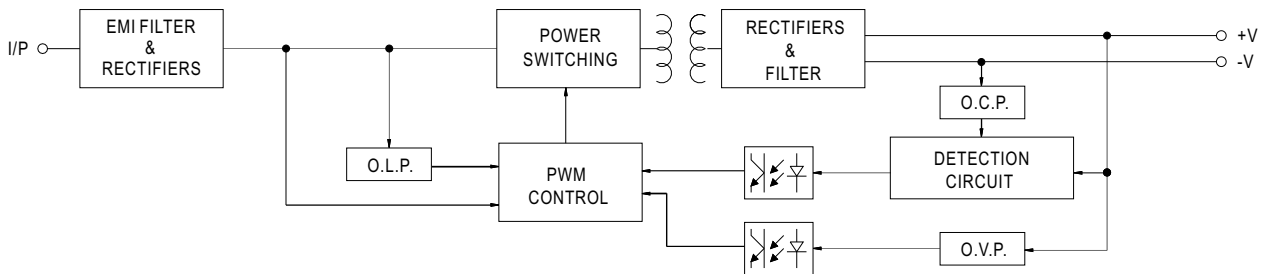 I/P
EMI FILTER
&
RECTIFIERS
POWER
SWITCHING
RECTIFIERS
&
FILTER
+V
-V
O.C.P.
O.L.P.
PWM
CONTROL
DETECTION
CIRCUIT
O.V.P.